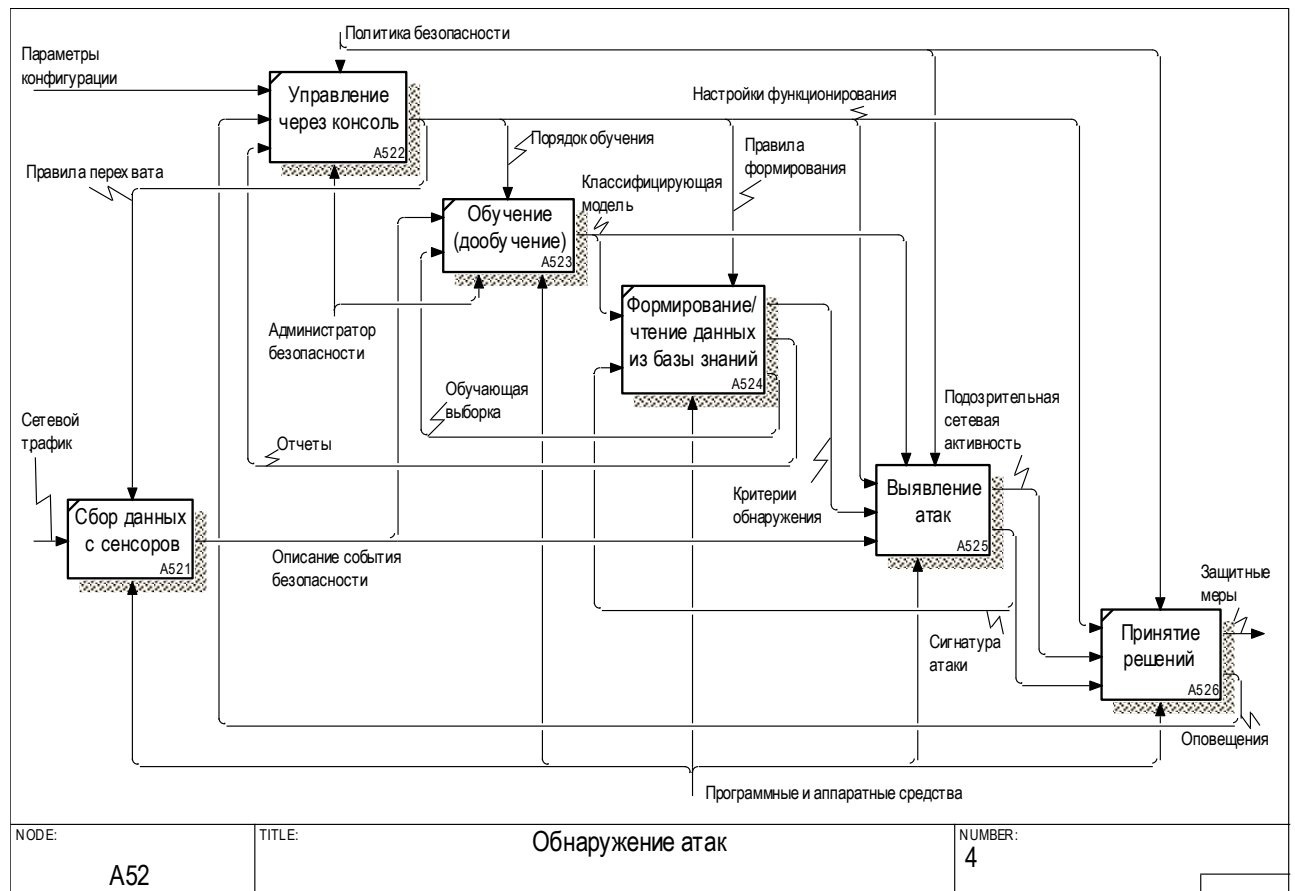 Политика безопасности
Параметры
конфигурации
Управление
через консоль
A522
Настройки функционирования
Порядок обучения
Правила
формирования
Правила перехвата
Классифицирующая
модель
Обучение
(дообучение)
A523
Формирование/
чтение данных
из базы знаний
A524
Администратор
безопасности
Обучающая
выборка
Подозрительная
сетевая
активность
Сетевой
трафик
Отчеты
Выявление
атак
A525
Критерии
обнаружения
Сбор данных
с сенсоров
A521
Описание события
безопасности
Защитные
меры
Принятие
решений
A526
Сигнатура
атаки
Оповещения
Программные и аппаратные средства
NODE:
A52
TITLE:
Обнаружение атак
NUMBER:
4